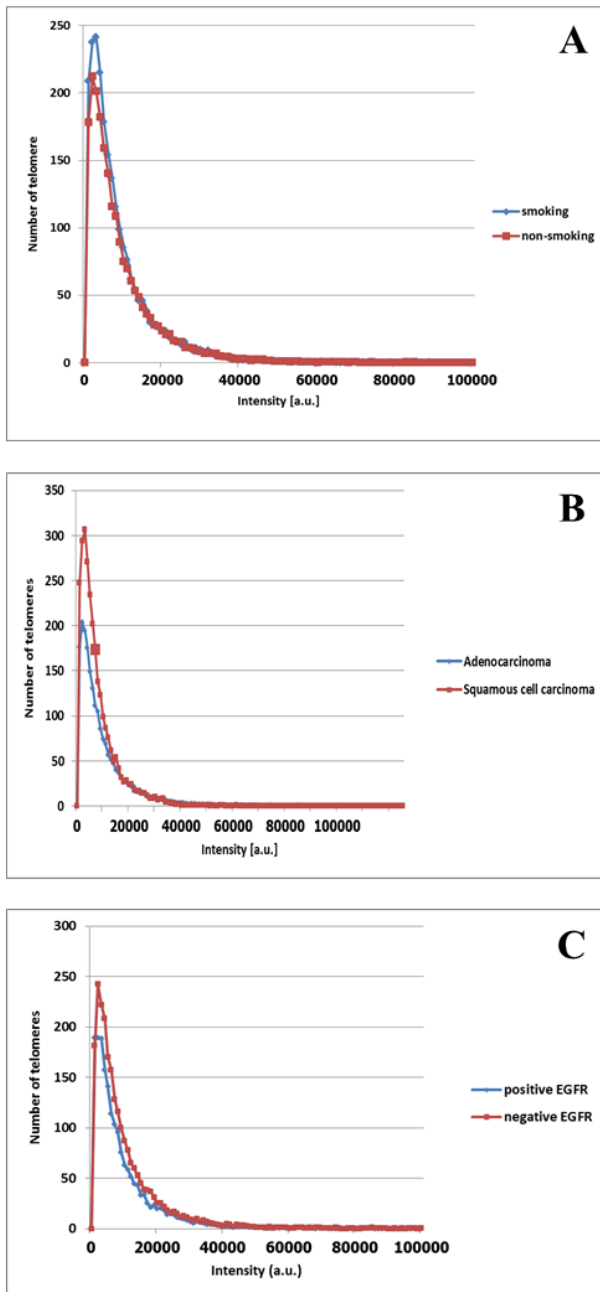 A
250
200
150
100
50
0
Number of telomere
0 20000 40000 60000 80000 100000
Intensity [a.u.]
smoking
non-smoking
B
350
300
250
200
150
100
50
0
Number of telomeres
0 20000 40000 60000 80000 100000
Intensity [a.u.]
Adenocarcinoma
Squamous cell carcinoma
C
300
250
200
150
100
50
0
Number of telomeres
0 20000 40000 60000 80000 100000
Intensity (a.u.)
positive EGFR
negative EGFR